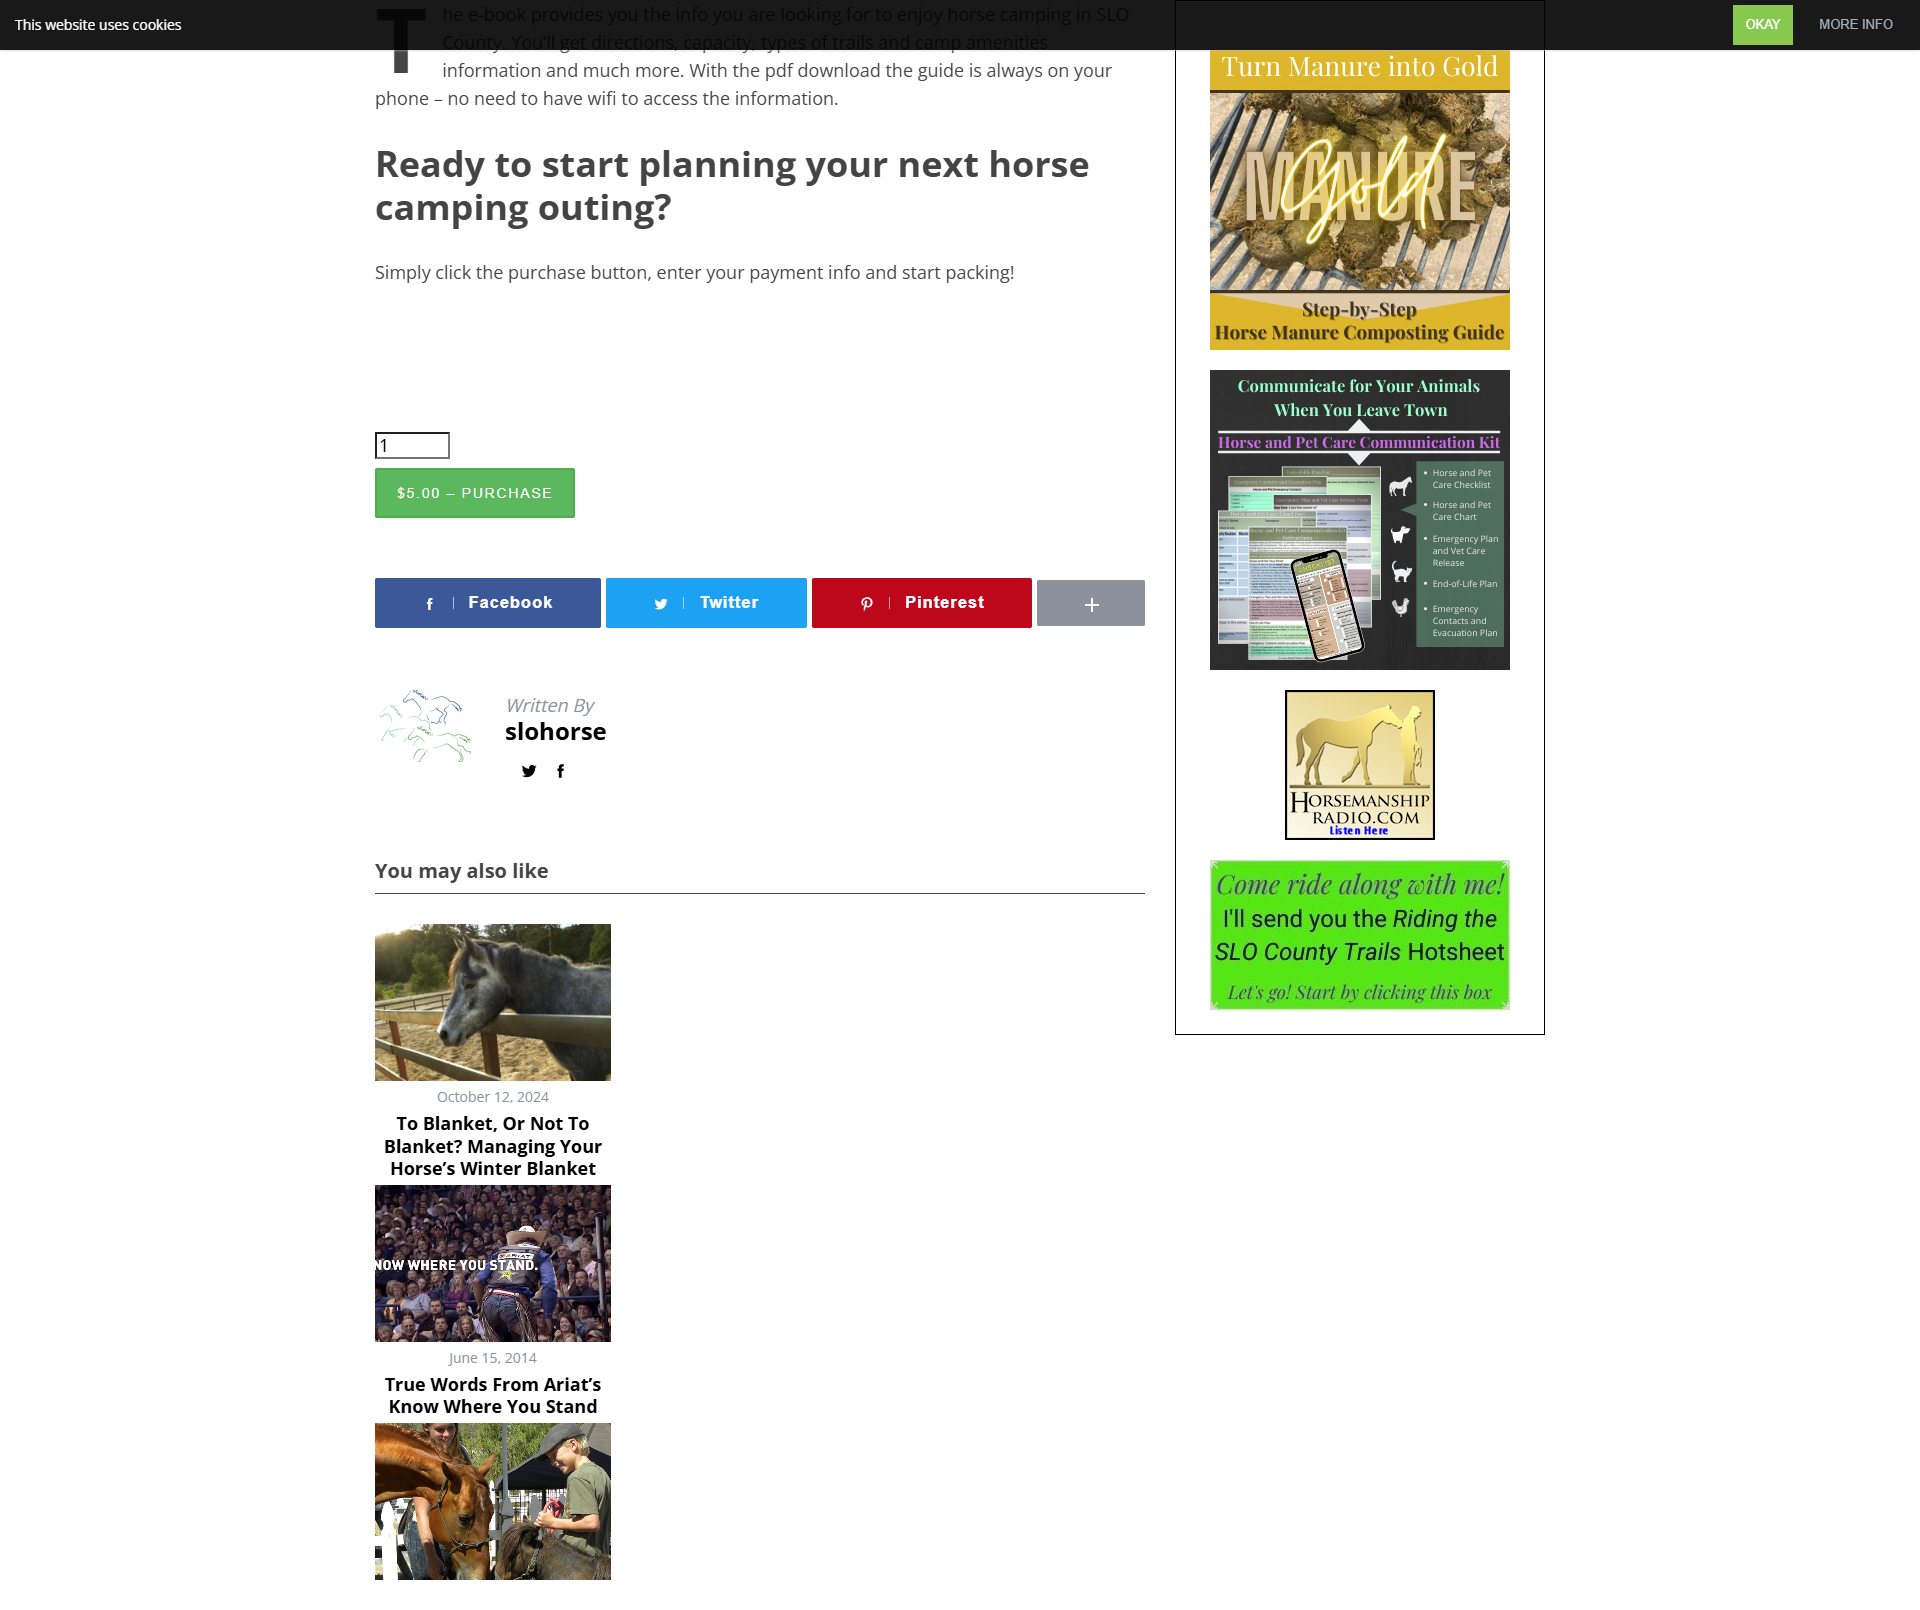 This website uses cookies
OKAY
MORE INFO
The e-book provides you the info you are looking for to enjoy horse camping in SLO
County. You'll get directions, capacity, types of trails and camp amenities
information and much more. With the pdf download the guide is always on your
phone – no need to have wifi to access the information.
Ready to start planning your next horse
camping outing?
Simply click the purchase button, enter your payment info and start packing!
1
$5.00 – PURCHASE
Facebook
Twitter
Pinterest
Written By
slohorse
You may also like
October 12, 2024
To Blanket, Or Not To
Blanket? Managing Your
Horse's Winter Blanket
ARIAT
NOW WHERE YOU STAND.
June 15, 2014
True Words From Ariat's
Know Where You Stand
Turn Manure into Gold
MANURE
Gold
Step-by-Step
Horse Manure Composting Guide
Communicate for Your Animals
When You Leave Town
Horse and Pet Care Communication Kit
Horse and Pet
Care Checklist
Horse and Pet
Care Chart
Emergency Plan
and Vet Care
Release
End-of-Life Plan
Emergency
Contacts and
Evacuation Plan
HORSEMANSHIP
RADIO.COM
Listen Here
Come ride along with me!
I'll send you the Riding the
SLO County Trails Hotsheet
Let's go! Start by clicking this box